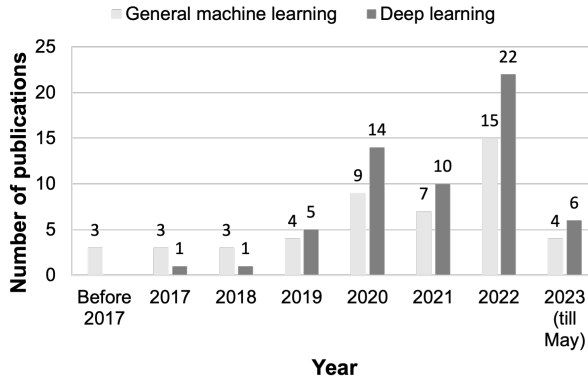 General machine learning Deep learning
Number of publications
25
20
15
10
5
0
3
3 1
3 1
4 5
9 14
7 10
15 22
4 6
Before 2017 2018 2019 2020 2021 2022 2023
2017 (till
May)
Year